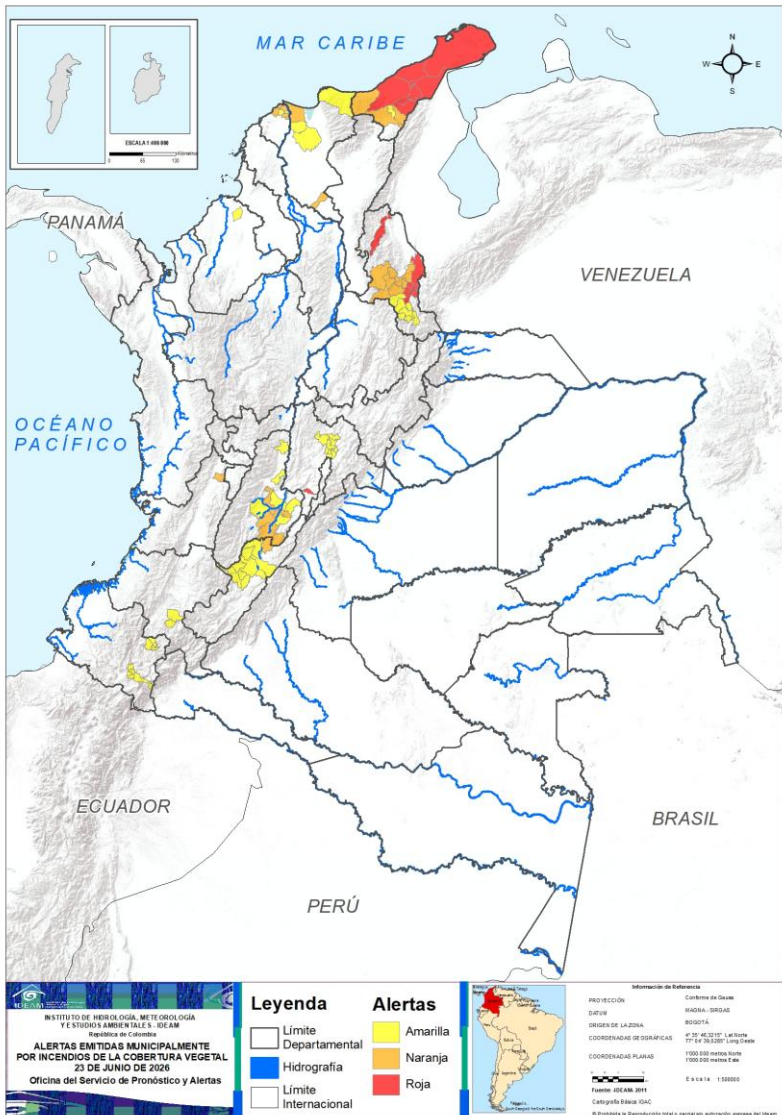 MAR CARIBE
N
W
E
S
ESCALA 1:400 000
65
130
PANAMÁ
VENEZUELA
OCÉANO
PACÍFICO
ECUADOR
BRASIL
PERÚ
IDEAM
INSTITUTO DE HIDROLOGÍA, METEOROLOGÍA
Y ESTUDIOS AMBIENTALES - IDEAM
República de Colombia
ALERTAS EMITIDAS MUNICIPALMENTE
POR INCENDIOS DE LA COBERTURA VEGETAL
23 DE JUNIO DE 2026
Oficina del Servicio de Pronóstico y Alertas
Leyenda
Límite
Departamental
Hidrografía
Límite
Internacional
Alertas
Amarilla
Naranja
Roja
Información de Referencia
PROYECCIÓN
Conforme de Gauss
DATUM
MAGNA - SIRGAS
ORIGEN DE LA ZONA
BOGOTÁ
COORDENADAS GEOGRÁFICAS
COORDENADAS PLANAS
1'000.000 metros Norte
1'000.000 metros Este
Fuente: IDEAM 2011
Cartografía Básica IGAC